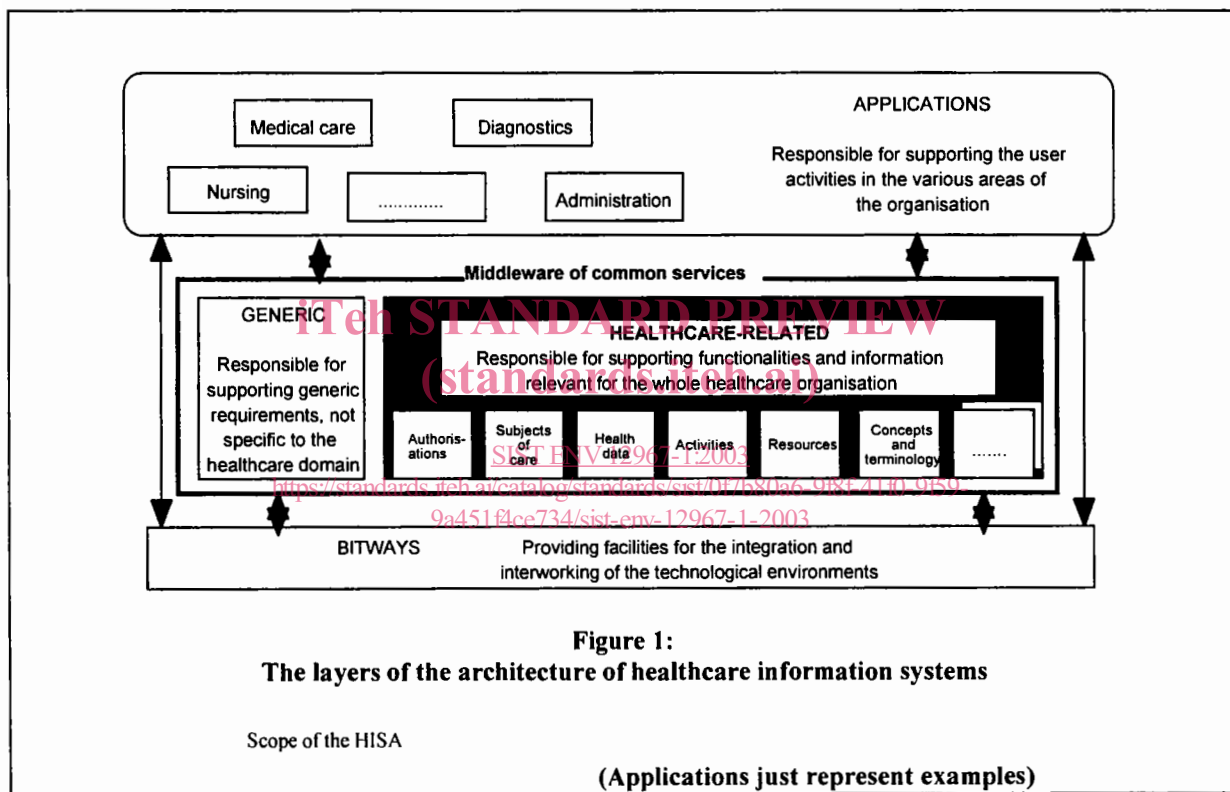 APPLICATIONS
Medical care
Diagnostics
Responsible for supporting the user
activities in the various areas of
the organisation
Nursing
.............
Administration
Middleware of common services
GENERIC
Responsible for
supporting generic
requirements, not
specific to the
healthcare domain
iTeh STANDARD PREVIEW
(standards.iteh.ai)
HEALTHCARE-RELATED
Responsible for supporting functionalities and information
relevant for the whole healthcare organisation
Authoris-
ations
Subjects
of
care
Health
data
Activities
Resources
Concepts
and
terminology
.......
SIST ENV 12967-1:2003
https://standards.iteh.ai/catalog/standards/sist/0f7b80a6-9f8f-41f0-9f59-
9a451f4ce734/sist-env-12967-1-2003
BITWAYS
Providing facilities for the integration and
interworking of the technological environments
Figure 1:
The layers of the architecture of healthcare information systems
Scope of the HISA
(Applications just represent examples)